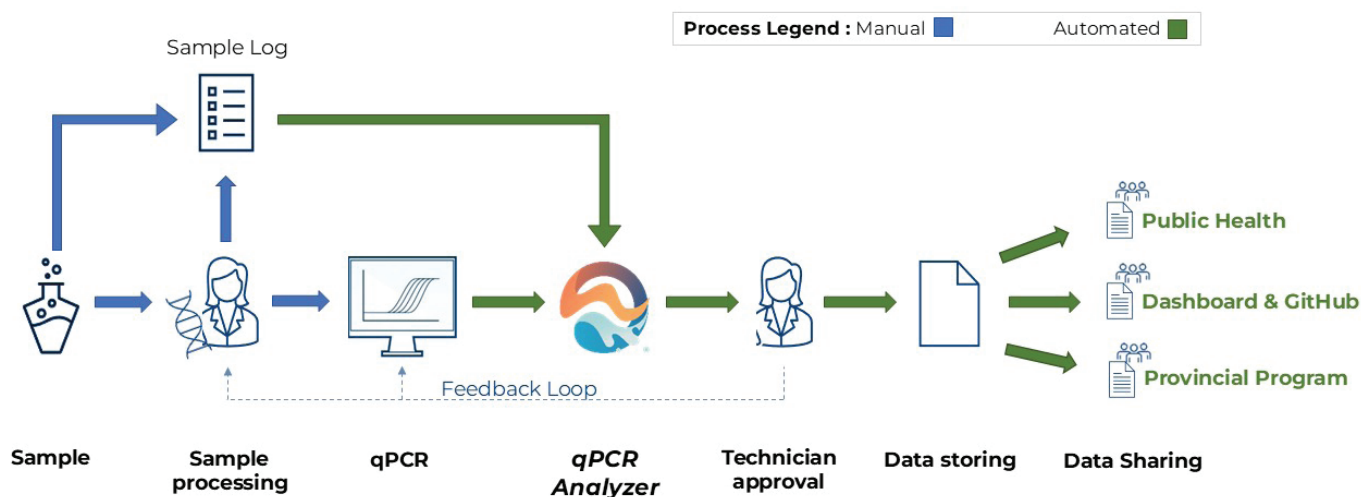 Process Legend : Manual
Automated
Sample Log
Public Health
Dashboard & GitHub
Provincial Program
Feedback Loop
Sample
Sample
processing
qPCR
qPCR
Analyzer
Technician
approval
Data storing
Data Sharing